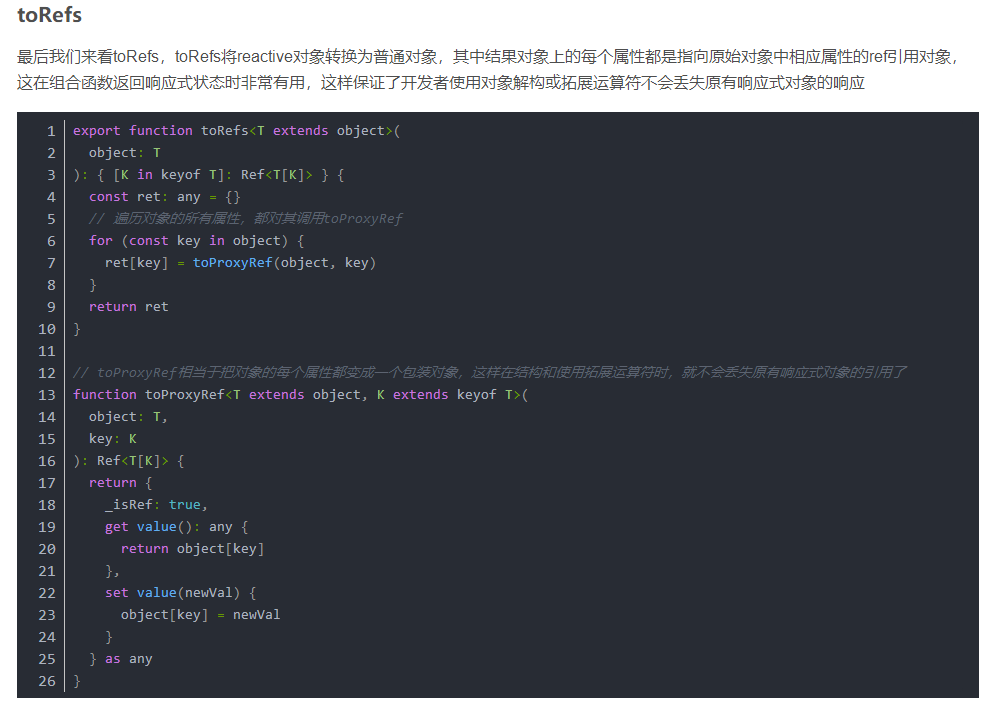 toRefs
最后我们来看toRefs，toRefs将reactive对象转换为普通对象，其中结果对象上的每个属性都是指向原始对象中相应属性的ref引用对象，
这在组合函数返回响应式状态时非常有用，这样保证了开发者使用对象解构或拓展运算符不会丢失原有响应式对象的响应
1 export function toRefs<T extends object>(
2   object: T
3 ): { [K in keyof T]: Ref<T[K]> } {
4   const ret: any = {}
5   // 遍历对象的所有属性，都对其调用toProxyRef
6   for (const key in object) {
7     ret[key] = toProxyRef(object, key)
8   }
9   return ret
10 }
11
12 // toProxyRef相当于把对象的每个属性都变成一个包装对象，这样在结构和使用拓展运算符时，就不会丢失原有响应式对象的引用了
13 function toProxyRef<T extends object, K extends keyof T>(
14   object: T,
15   key: K
16 ): Ref<T[K]> {
17   return {
18     _isRef: true,
19     get value(): any {
20       return object[key]
21     },
22     set value(newVal) {
23       object[key] = newVal
24     }
25   } as any
26 }